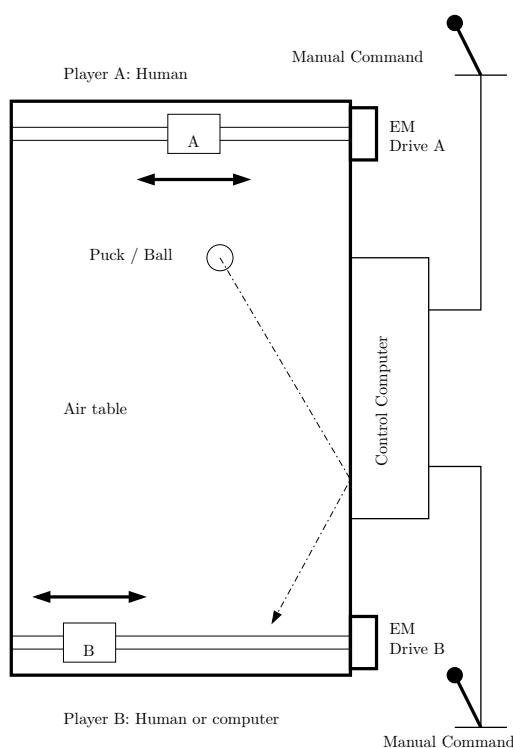 Manual Command
Player A: Human
EM
Drive A
A
Puck / Ball
Control Computer
Air table
EM
Drive B
B
Player B: Human or computer
Manual Command